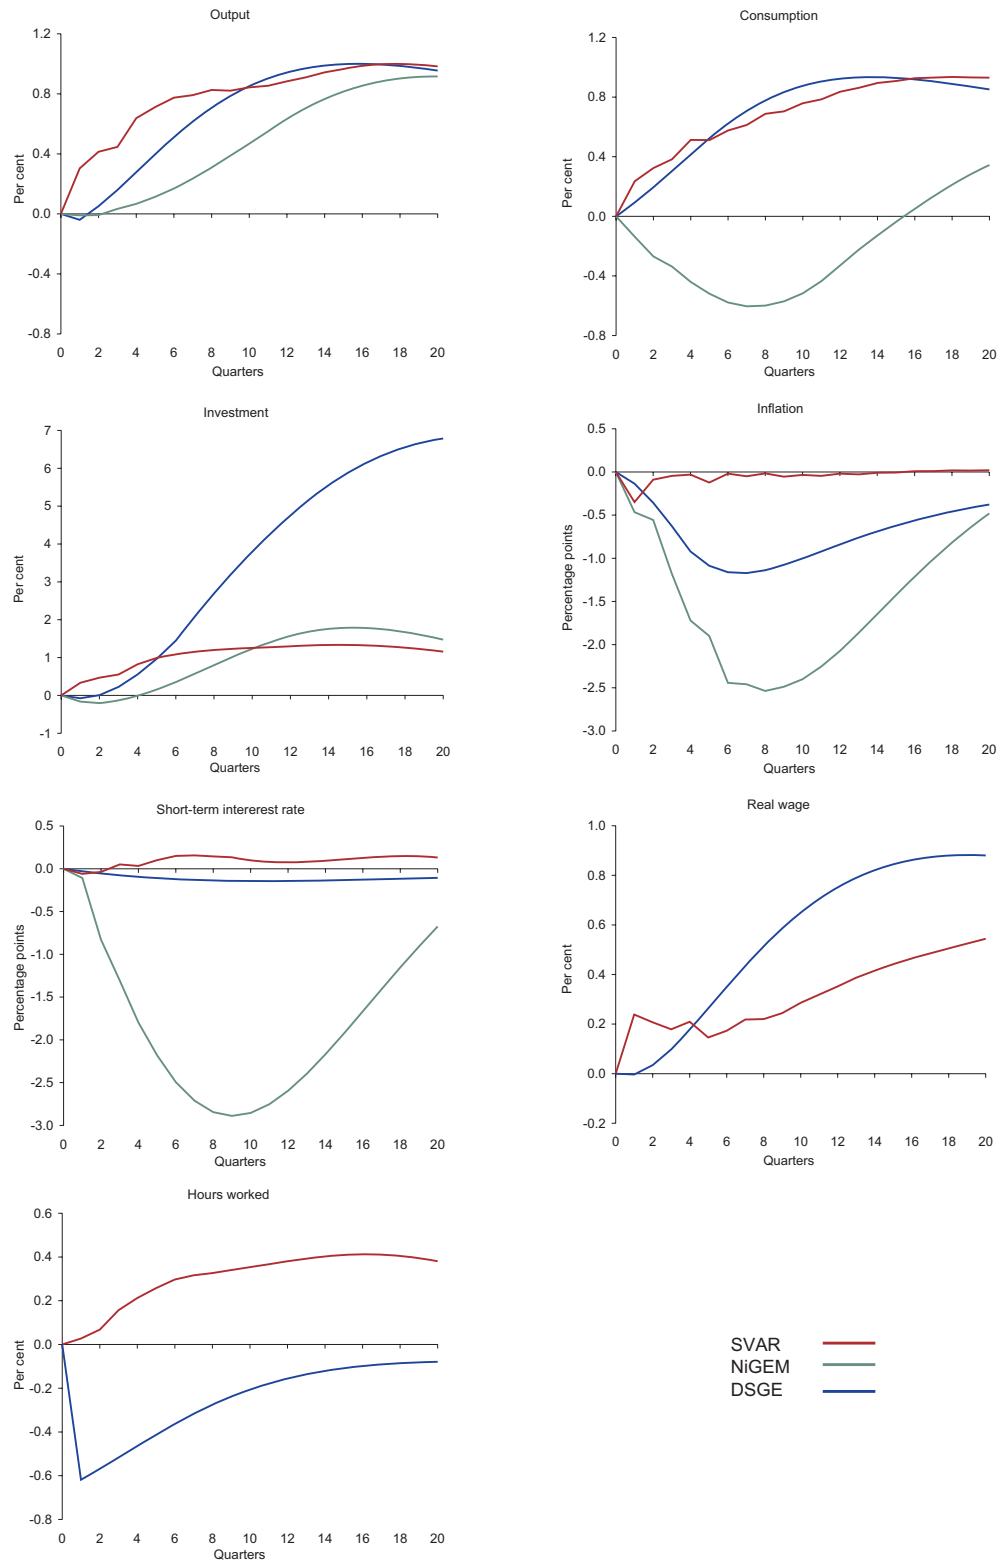 Output
Per cent
1.2
0.8
0.4
0.0
-0.4
-0.8
0 2 4 6 8 10 12 14 16 18 20
Quarters
Consumption
Per cent
1.2
0.8
0.4
0.0
-0.4
-0.8
0 2 4 6 8 10 12 14 16 18 20
Quarters
Investment
Per cent
7
6
5
4
3
2
1
0
-1
0 2 4 6 8 10 12 14 16 18 20
Quarters
Inflation
Percentage points
0.5
0.0
-0.5
-1.0
-1.5
-2.0
-2.5
-3.0
0 2 4 6 8 10 12 14 16 18 20
Quarters
Short-term intererest rate
Percentage points
0.5
0.0
-0.5
-1.0
-1.5
-2.0
-2.5
-3.0
0 2 4 6 8 10 12 14 16 18 20
Quarters
Real wage
Per cent
1.0
0.8
0.6
0.4
0.2
0.0
-0.2
0 2 4 6 8 10 12 14 16 18 20
Quarters
Hours worked
Per cent
0.6
0.4
0.2
0.0
-0.2
-0.4
-0.6
-0.8
0 2 4 6 8 10 12 14 16 18 20
Quarters
SVAR
NiGEM
DSGE